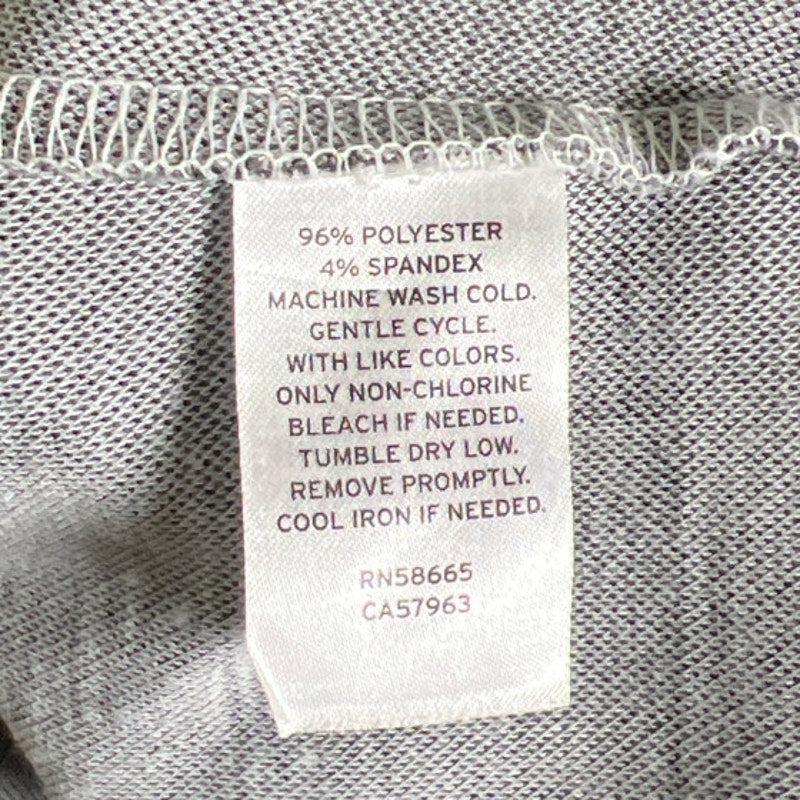 96% POLYESTER
4% SPANDEX
MACHINE WASH COLD.
GENTLE CYCLE.
WITH LIKE COLORS.
ONLY NON-CHLORINE
BLEACH IF NEEDED.
TUMBLE DRY LOW.
REMOVE PROMPTLY.
COOL IRON IF NEEDED.
RN58665
CA57963